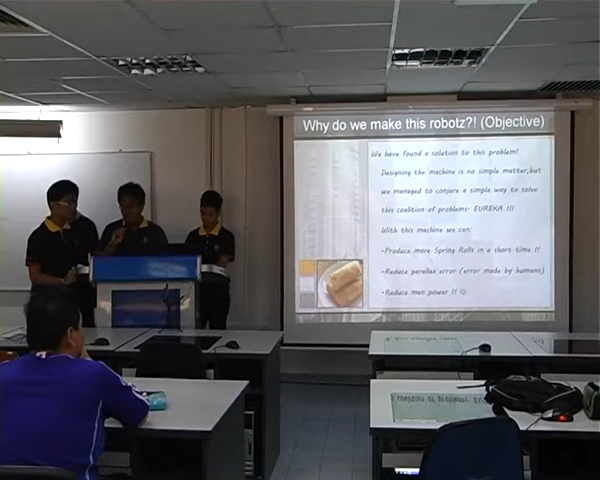 Why do we make this robotz?! (Objective)
We have found a solution to this problem!
Designing the machine is no simple matter,but
we managed to conjure a simple way to solve
this coalition of problems- EUREKA !!!
With this machine we can:
-Produce more Spring Rolls in a short time !!
-Reduce parallax error (error made by humans)
-Reduce man power !! ☺